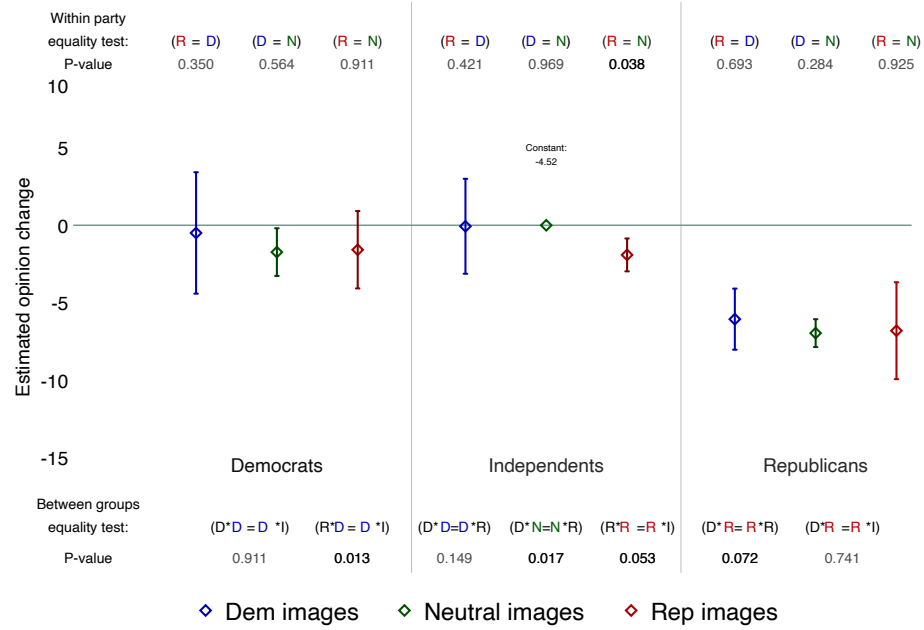 Within party
equality test: (R = D) (D = N) (R = N) (R = D) (D = N) (R = N) (R = D) (D = N) (R = N)
P-value 0.350 0.564 0.911 0.421 0.969 0.038 0.693 0.284 0.925
10
5
Constant:
-4.52
0
-5
-10
-15
Estimated opinion change
Democrats Independents Republicans
Between groups
equality test: (D*D = D *I) (R*D = D *I) (D* D=D*R) (D* N=N*R) (R*R = R *I) (D* R= R*R) (D*R = R *I)
P-value 0.911 0.013 0.149 0.017 0.053 0.072 0.741
Dem images Neutral images Rep images